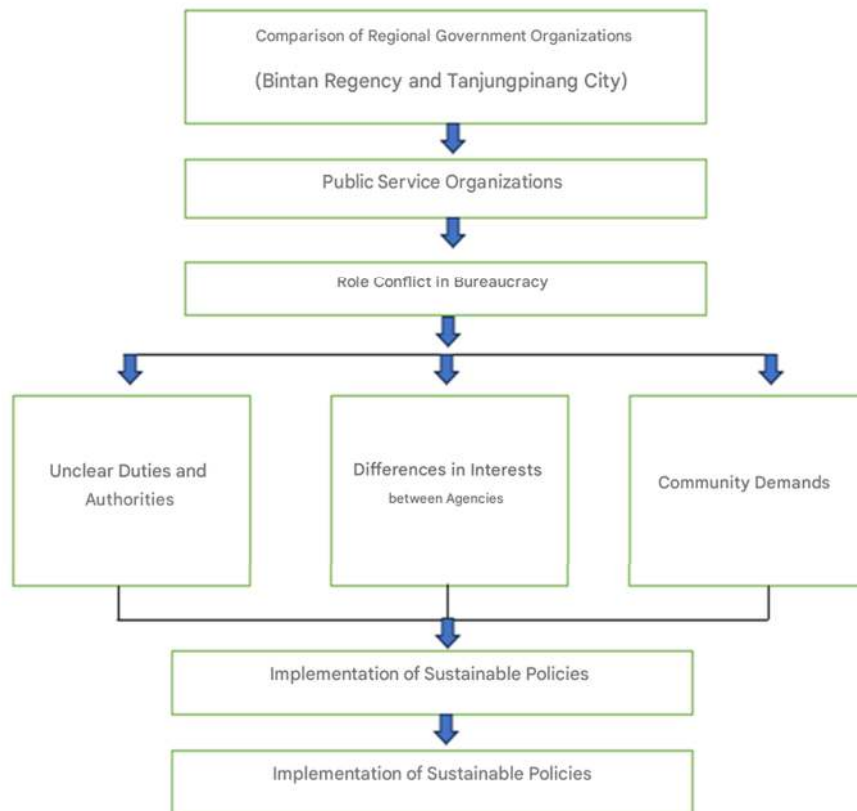 Comparison of Regional Government Organizations
(Bintan Regency and Tanjungpinang City)
Public Service Organizations
Role Conflict in Bureaucracy
Unclear Duties and
Authorities
Differences in Interests
between Agencies
Community Demands
Implementation of Sustainable Policies
Implementation of Sustainable Policies